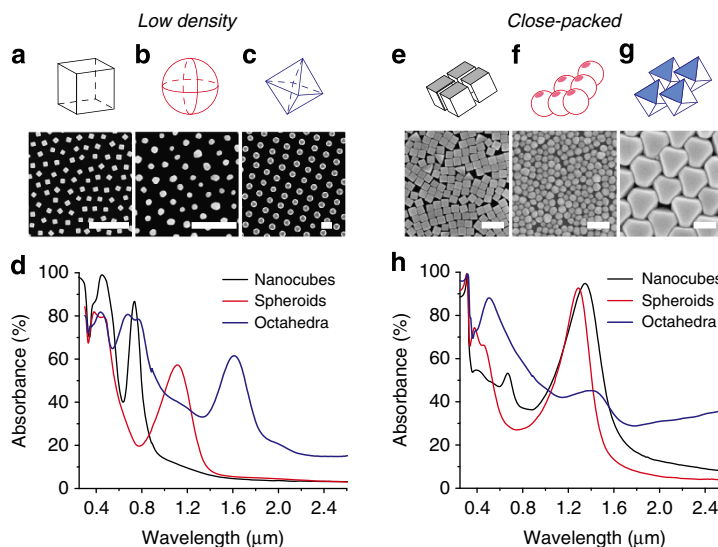 Low density
Close-packed
a
b
c
e
f
g
d
Nanocubes
Spheroids
Octahedra
Absorbance (%)
100
80
60
40
20
0
0.4 0.8 1.2 1.6 2.0 2.4
Wavelength (μm)
h
Nanocubes
Spheroids
Octahedra
Absorbance (%)
100
80
60
40
20
0
0.4 0.8 1.2 1.6 2.0 2.4
Wavelength (μm)